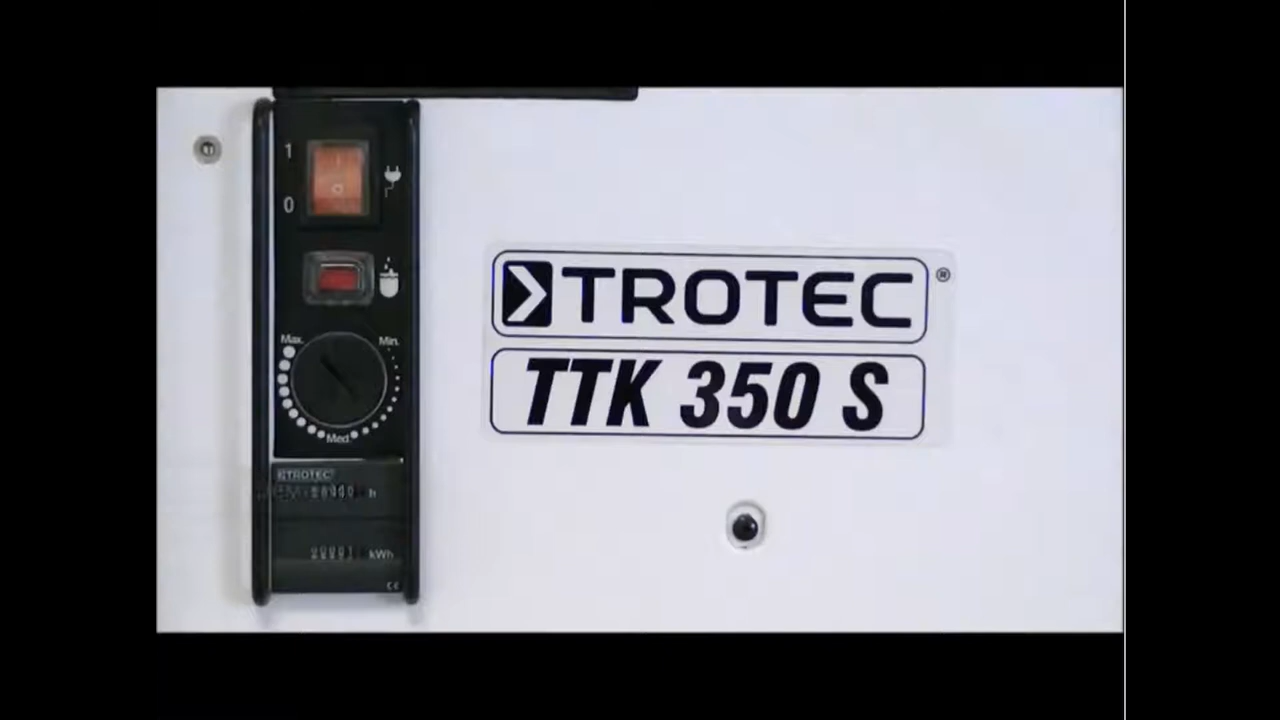 1
0
TROTEC ®
TTK 350 S
Max. Min.
Med.
TROTEC
h
kWh
CE